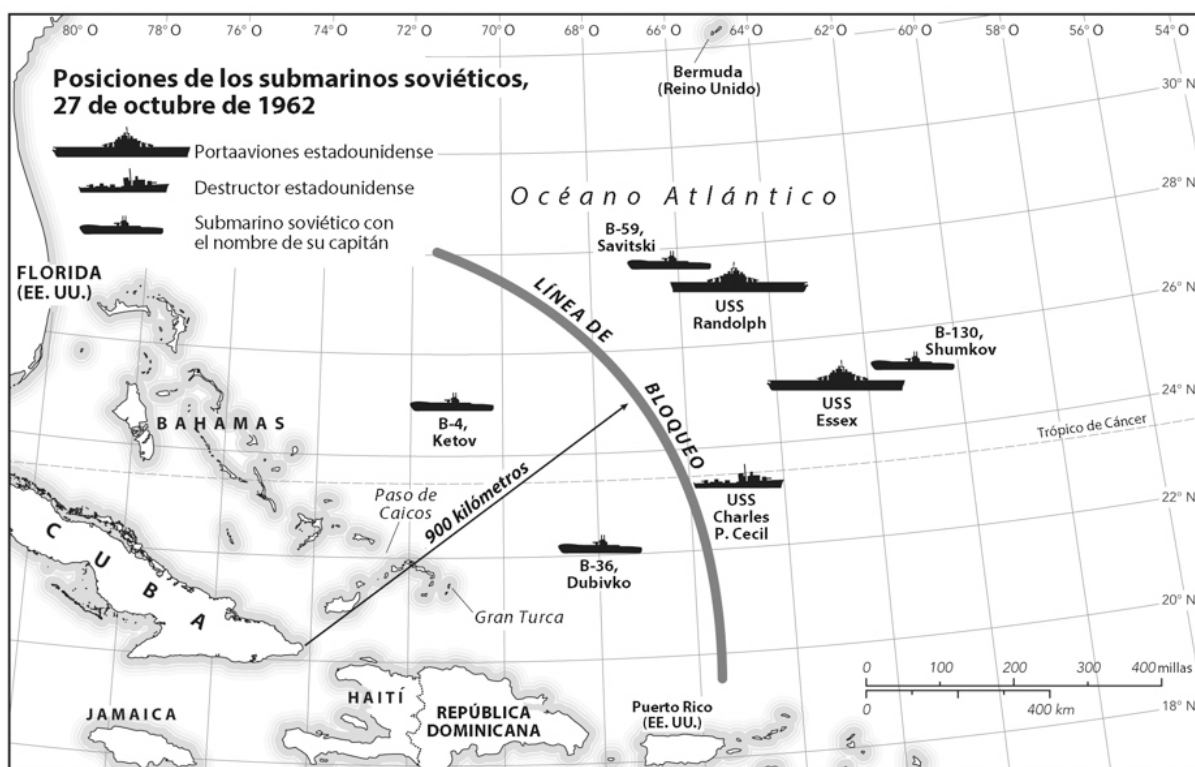 80° O
78° O
76° O
74° O
72° O
70° O
68° O
66° O
64° O
62° O
60° O
58° O
56° O
54° O
Posiciones de los submarinos soviéticos,
27 de octubre de 1962
Portaaviones estadounidense
Destructor estadounidense
Submarino soviético con
el nombre de su capitán
Bermuda
(Reino Unido)
30° N
28° N
26° N
24° N
22° N
20° N
18° N
Océano Atlántico
FLORIDA
(EE. UU.)
B-59,
Savitski
USS
Randolph
LÍNEA DE
BLOQUEO
B-130,
Shumkov
USS
Essex
BAHAMAS
B-4,
Ketov
Trópico de Cáncer
900 kilómetros
Paso de
Caicos
USS
Charles
P. Cecil
CUBA
B-36,
Dubivko
Gran Turca
0 100 200 300 400 millas
0 400 km
HAITÍ
JAMAICA
REPÚBLICA
DOMINICANA
Puerto Rico
(EE. UU.)